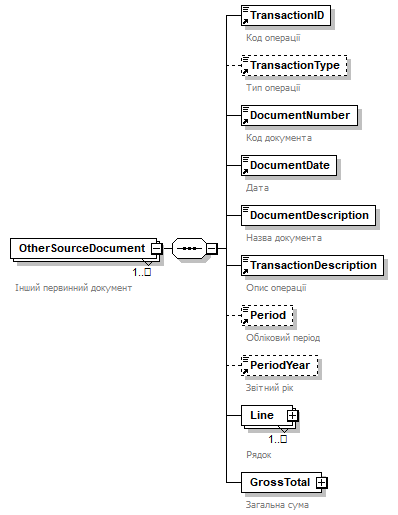 TransactionID
Код операції
TransactionType
Тип операції
DocumentNumber
Код документа
DocumentDate
Дата
DocumentDescription
Назва документа
OtherSourceDocument
1..
Інший первинний документ
TransactionDescription
Опис операції
Period
Обліковий період
PeriodYear
Звітний рік
Line
1..
Рядок
GrossTotal
Загальна сума